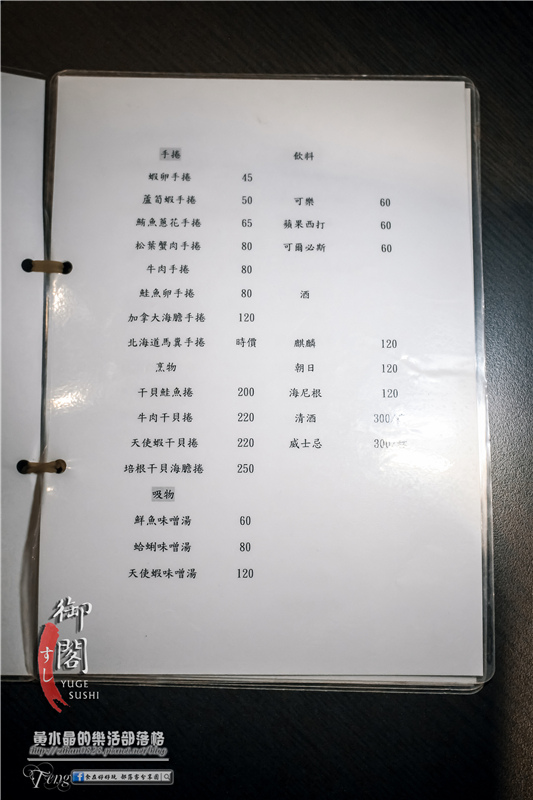 手捲
蝦卵手捲 45
蘆筍蝦手捲 50
鮪魚蔥花手捲 65
松葉蟹肉手捲 80
牛肉手捲 80
鮭魚卵手捲 80
加拿大海膽手捲 120
北海道馬糞手捲 時價
烹物
干貝鮭魚捲 200
牛肉干貝捲 220
天使蝦干貝捲 220
培根干貝海膽捲 250
吸物
鮮魚味噌湯 60
蛤蜊味噌湯 80
天使蝦味噌湯 120
飲料
可樂 60
蘋果西打 60
可爾必斯 60
酒
麒麟 120
朝日 120
海尼根 120
清酒 300/
威士忌 300/
御閣
すし
YUGE
SUSHI
黃水晶的樂活部落格
Teng